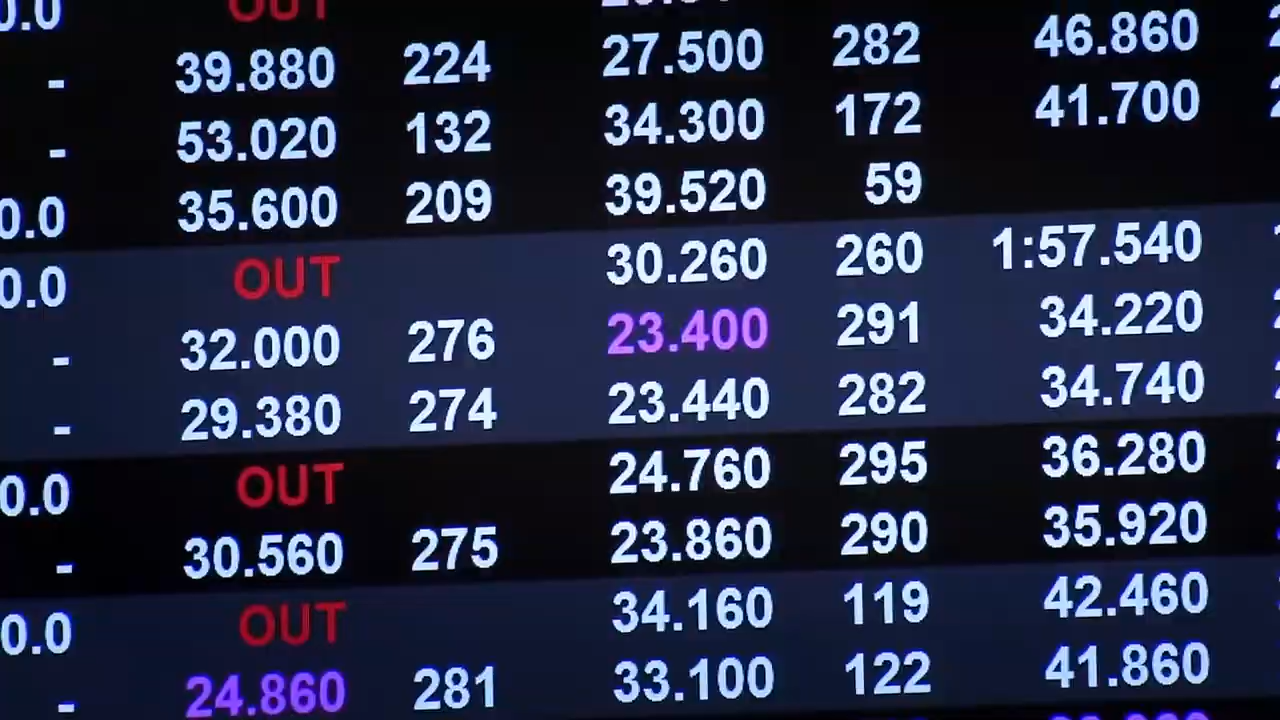 0.0 OUT
- 39.880 224 27.500 282 46.860
- 53.020 132 34.300 172 41.700
0.0 35.600 209 39.520 59
0.0 OUT 30.260 260 1:57.540
- 32.000 276 23.400 291 34.220
- 29.380 274 23.440 282 34.740
0.0 OUT 24.760 295 36.280
- 30.560 275 23.860 290 35.920
0.0 OUT 34.160 119 42.460
- 24.860 281 33.100 122 41.860